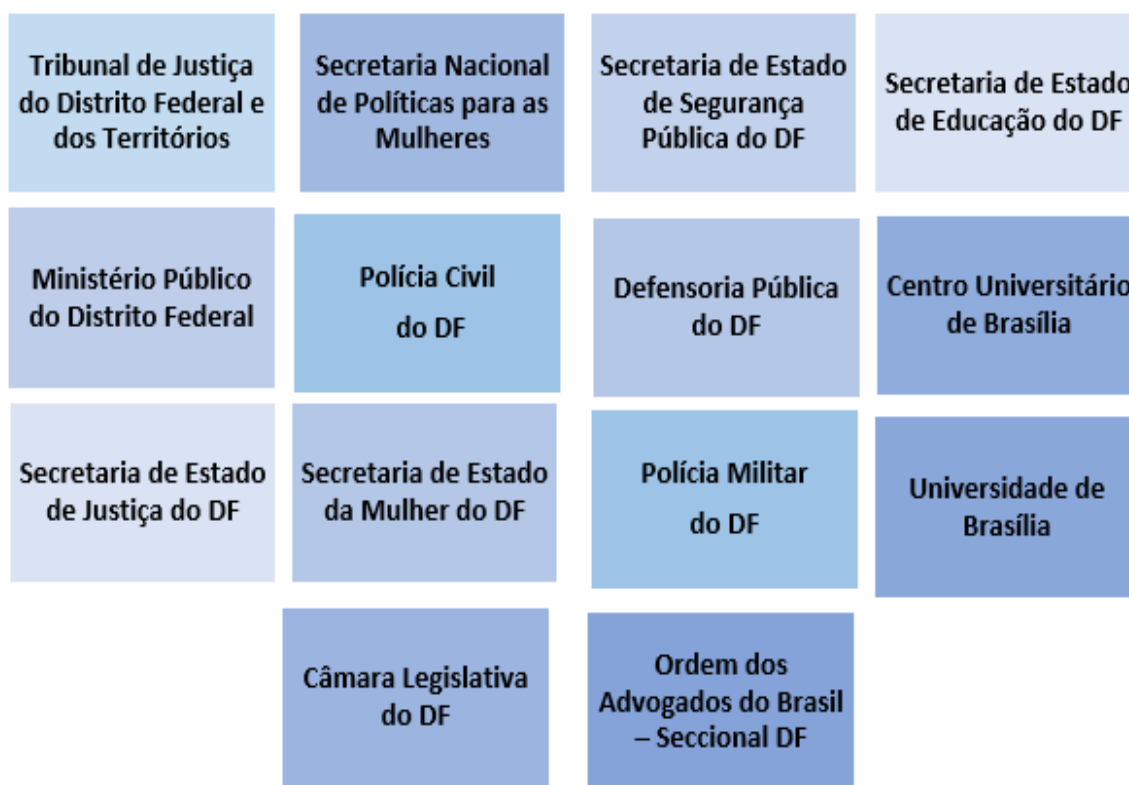 Tribunal de Justiça
do Distrito Federal e
dos Territórios
Secretaria Nacional
de Políticas para as
Mulheres
Secretaria de Estado
de Segurança
Pública do DF
Secretaria de Estado
de Educação do DF
Ministério Público
do Distrito Federal
Polícia Civil
do DF
Defensoria Pública
do DF
Centro Universitário
de Brasília
Secretaria de Estado
de Justiça do DF
Secretaria de Estado
da Mulher do DF
Polícia Militar
do DF
Universidade de
Brasília
Câmara Legislativa
do DF
Ordem dos
Advogados do Brasil
– Seccional DF